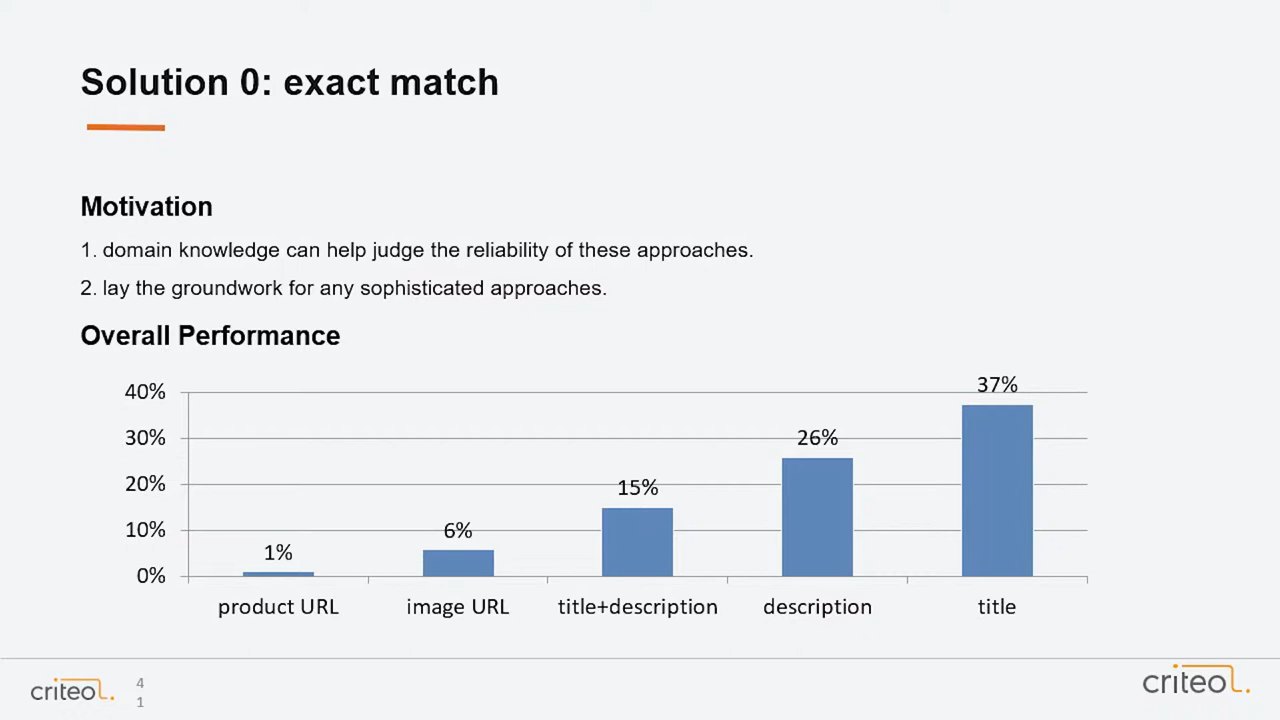 Solution 0: exact match
Motivation
1. domain knowledge can help judge the reliability of these approaches.
2. lay the groundwork for any sophisticated approaches.
Overall Performance
40%
30%
20%
10%
0%
1%
6%
15%
26%
37%
product URL
image URL
title+description
description
title
criteo
4
1
criteo